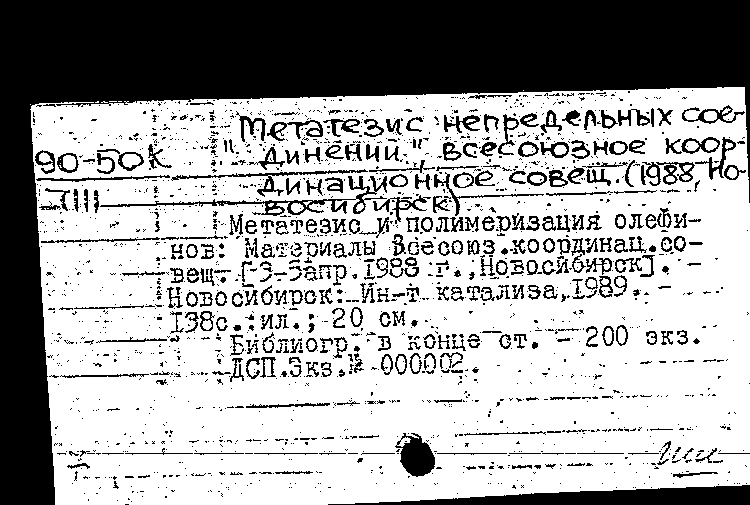 Метатезис непредельных сое-
90-50к " динений", всесоюзное коор-
динационное совещ. (1988, Но-
восибирск)
Метатезис и полимеризация олефи-
нов: Материалы Всесоюз.координац.со-
вещ. [3-5апр.1988 г.,Новосибирск]. -
Новосибирск: Ин-т катализа,1989. -
138с.:ил.; 20 см.
Библиогр. в конце ст. - 200 экз.
ДСП.Экз.№ 000002.